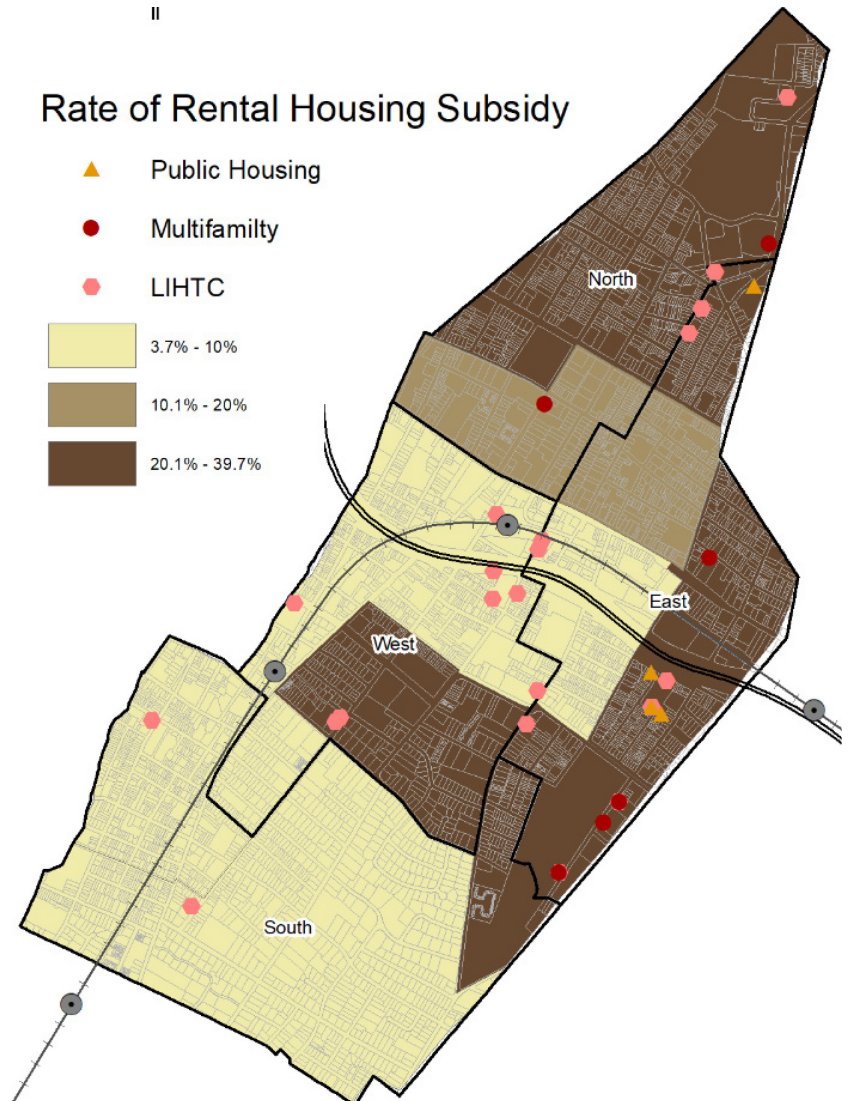 II
Rate of Rental Housing Subsidy
Public Housing
Multifamilty
LIHTC
3.7% - 10%
10.1% - 20%
20.1% - 39.7%
North
East
West
South